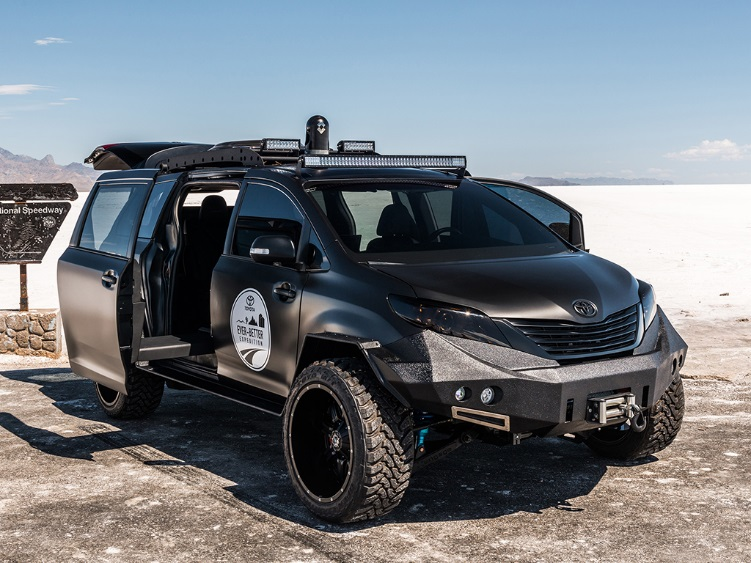 ional Speedway
TOYOTA
EVER-BETTER
EXPEDITION